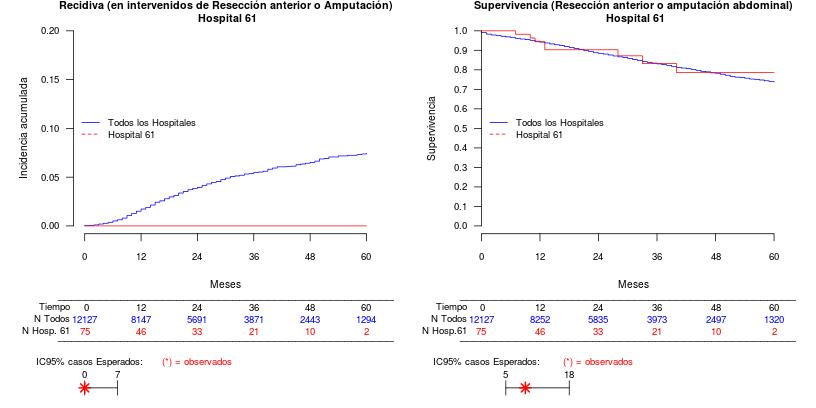 Recidiva (en intervenidos de Resección anterior o Amputación)
Hospital 61
0.20
0.15
0.10
0.05
0.00
Incidencia acumulada
Todos los Hospitales
Hospital 61
0 12 24 36 48 60
Meses
Tiempo 0 12 24 36 48 60
N Todos 12127 8147 5691 3871 2443 1294
N Hosp. 61 75 46 33 21 10 2
IC95% casos Esperados: (*) = observados
0 7
Supervivencia (Resección anterior o amputación abdominal)
Hospital 61
1.0
0.9
0.8
0.7
0.6
0.5
0.4
0.3
0.2
0.1
0.0
Supervivencia
Todos los Hospitales
Hospital 61
0 12 24 36 48 60
Meses
Tiempo 0 12 24 36 48 60
N Todos 12127 8252 5835 3973 2497 1320
N Hosp.61 75 46 33 21 10 2
IC95% casos Esperados: (*) = observados
5 18